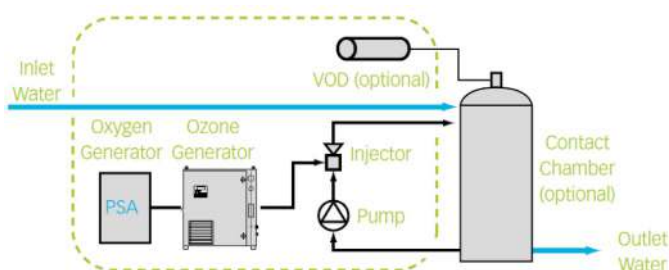 Inlet
Water
VOD (optional)
Oxygen
Generator
Ozone
Generator
Injector
Contact
Chamber
(optional)
PSA
Pump
Outlet
Water